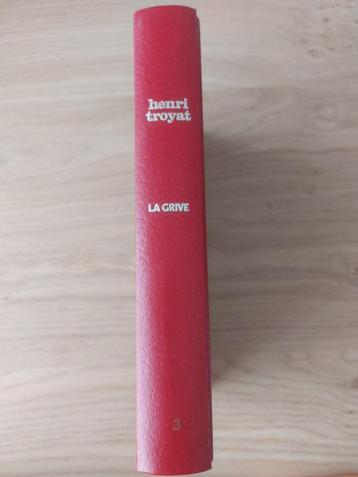 henri
troyat
LA GRIVE
3